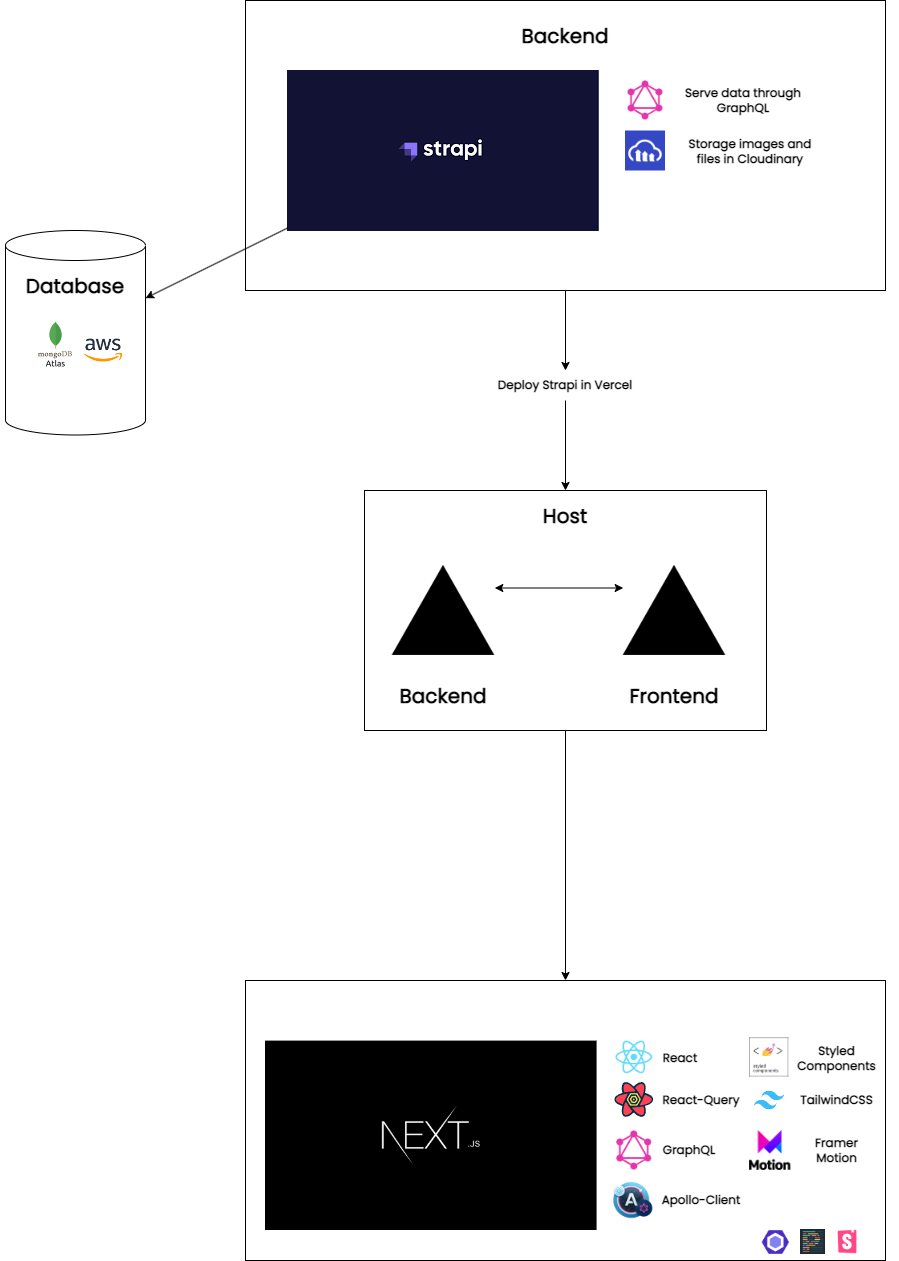 Backend
strapi
Serve data through
GraphQL
Storage images and
files in Cloudinary
Database
mongoDB
Atlas
aws
Deploy Strapi in Vercel
Host
Backend
Frontend
NEXT.JS
React
React-Query
GraphQL
Apollo-Client
< >
styled
components
Styled
Components
TailwindCSS
Motion
Framer
Motion
A
S